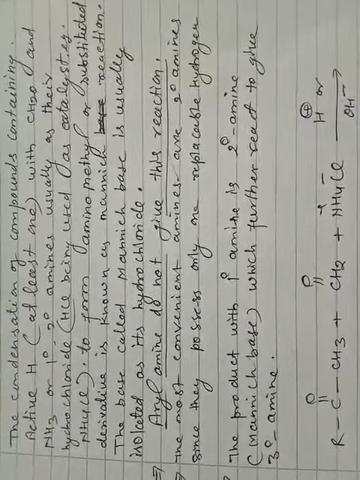 The condensation of compounds containing
Active H (at least one) with CH2O and
NH3 or 1° 2° amines usually as their
hydrochloride (HCl being used as catalyst eg.
NH4Cl). to form aminomethyl or substituted
derivative is known as mannich reaction.
The base called Mannich base is usually
isolated as its hydrochloride.
⇒ Aryl amine do not give this reaction.
⇒ The most convenient amines are 2° amines
since they possess only one replacable hydrogen
⇒ The product with 1° amine is 2°-amine
(Mannich base) which further react to give
3°-amine.
O O
R-C-CH3 + CH2 + NH4Cl H⊕ or OH- →